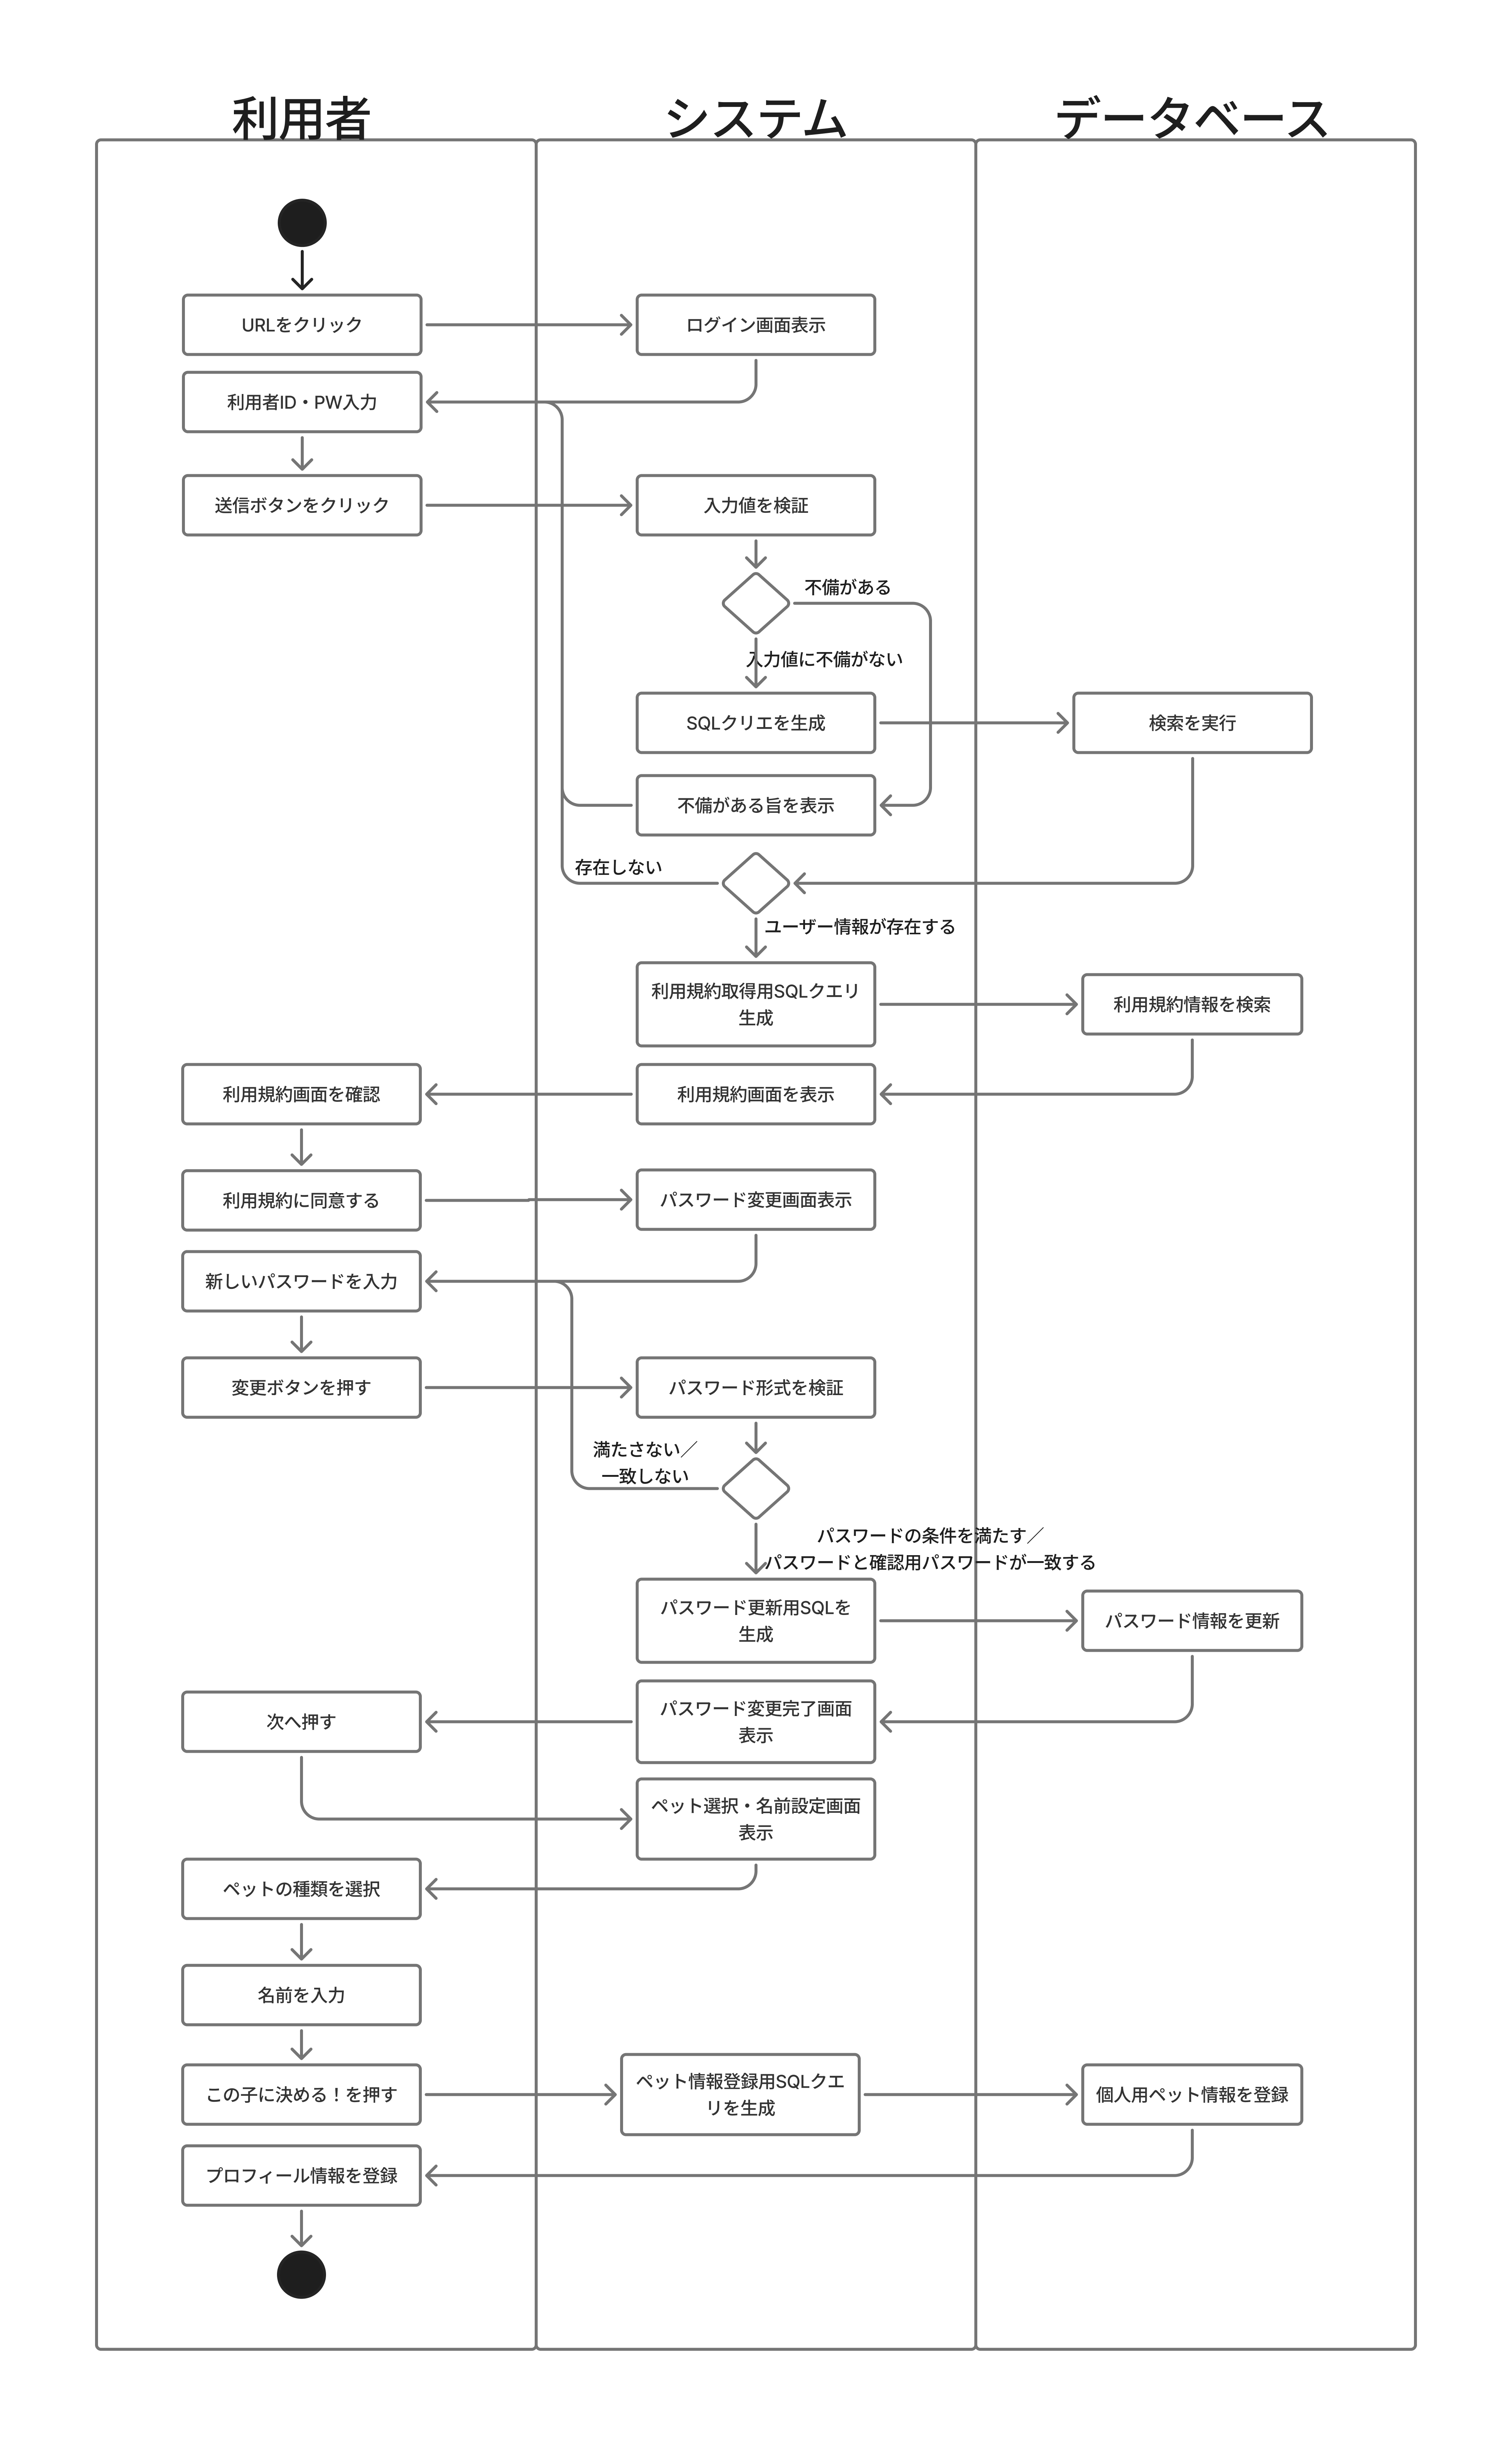 利用者
システム
データベース
URLをクリック
ログイン画面表示
利用者ID・PW入力
送信ボタンをクリック
入力値を検証
不備がある
入力値に不備がない
SQLクリエを生成
検索を実行
不備がある旨を表示
存在しない
ユーザー情報が存在する
利用規約取得用SQLクエリ
生成
利用規約情報を検索
利用規約画面を確認
利用規約画面を表示
利用規約に同意する
パスワード変更画面表示
新しいパスワードを入力
変更ボタンを押す
パスワード形式を検証
満たさない／
一致しない
パスワードの条件を満たす／
パスワードと確認用パスワードが一致する
パスワード更新用SQLを
生成
パスワード情報を更新
次へ押す
パスワード変更完了画面
表示
ペット選択・名前設定画面
表示
ペットの種類を選択
名前を入力
この子に決める！を押す
ペット情報登録用SQLクエ
リを生成
個人用ペット情報を登録
プロフィール情報を登録